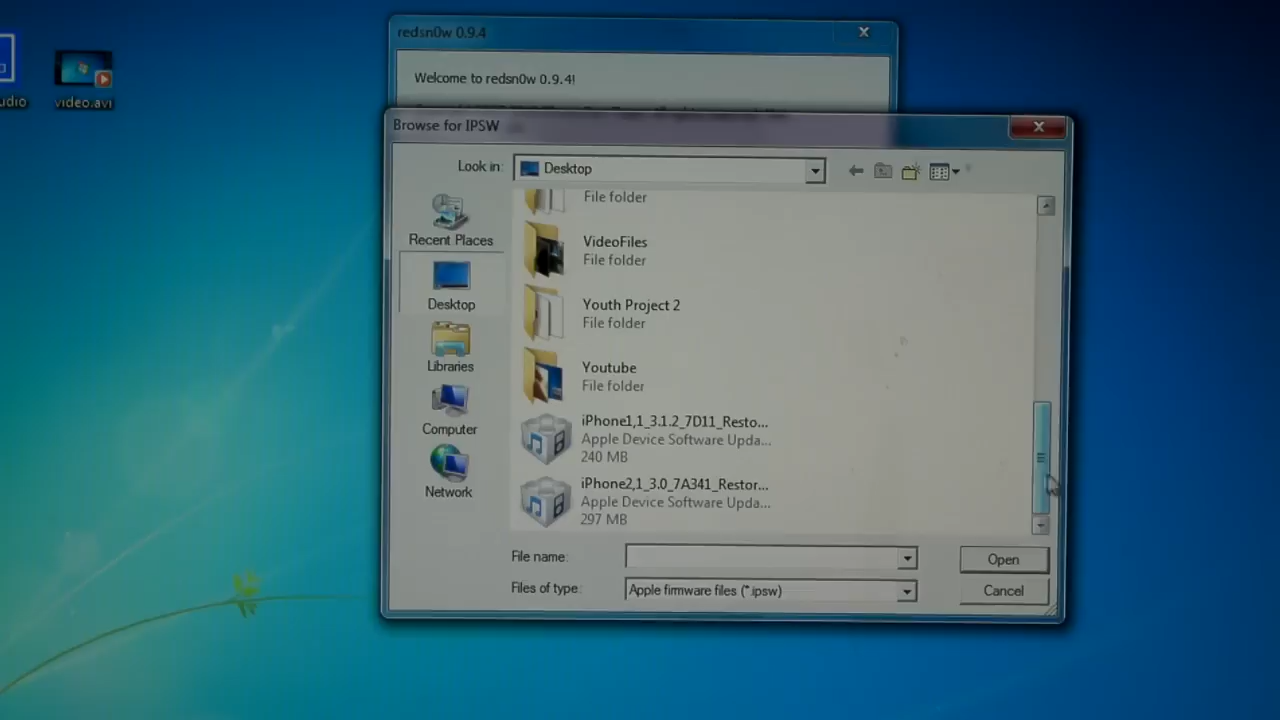 redsn0w 0.9.4
Welcome to redsn0w 0.9.4!
udio
video.avi
Browse for IPSW
Look in:
Desktop
Recent Places
Desktop
Libraries
Computer
Network
File folder
VideoFiles
File folder
Youth Project 2
File folder
Youtube
File folder
iPhone1,1_3.1.2_7D11_Resto...
Apple Device Software Upda...
240 MB
iPhone2,1_3.0_7A341_Restor...
Apple Device Software Upda...
297 MB
File name:
Open
Files of type:
Apple firmware files (*.ipsw)
Cancel